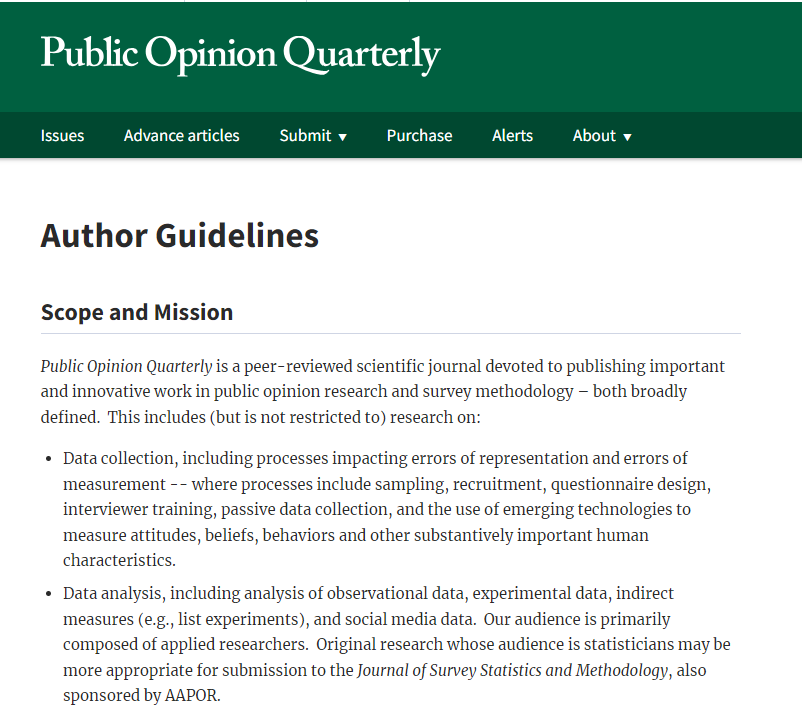 Public Opinion Quarterly
Issues Advance articles Submit ▼ Purchase Alerts About ▼
Author Guidelines
Scope and Mission
Public Opinion Quarterly is a peer-reviewed scientific journal devoted to publishing important
and innovative work in public opinion research and survey methodology – both broadly
defined.  This includes (but is not restricted to) research on:
• Data collection, including processes impacting errors of representation and errors of
measurement -- where processes include sampling, recruitment, questionnaire design,
interviewer training, passive data collection, and the use of emerging technologies to
measure attitudes, beliefs, behaviors and other substantively important human
characteristics.
• Data analysis, including analysis of observational data, experimental data, indirect
measures (e.g., list experiments), and social media data.  Our audience is primarily
composed of applied researchers.  Original research whose audience is statisticians may be
more appropriate for submission to the Journal of Survey Statistics and Methodology, also
sponsored by AAPOR.